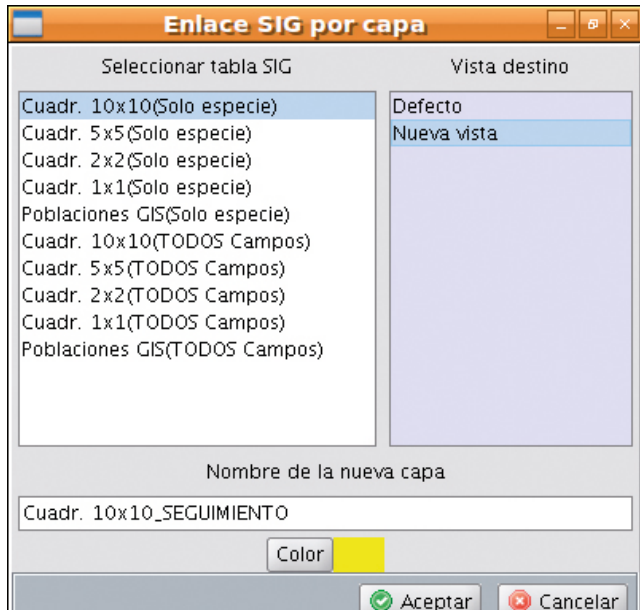 Enlace SIG por capa
Seleccionar tabla SIG
Cuadr. 10x10(Solo especie)
Cuadr. 5x5(Solo especie)
Cuadr. 2x2(Solo especie)
Cuadr. 1x1(Solo especie)
Poblaciones GIS(Solo especie)
Cuadr. 10x10(TODOS Campos)
Cuadr. 5x5(TODOS Campos)
Cuadr. 2x2(TODOS Campos)
Cuadr. 1x1(TODOS Campos)
Poblaciones GIS(TODOS Campos)
Vista destino
Defecto
Nueva vista
Nombre de la nueva capa
Cuadr. 10x10_SEGUIMIENTO
Color
Aceptar
Cancelar